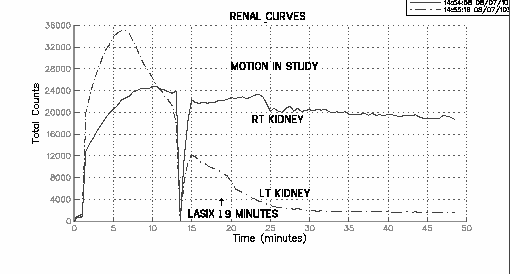 RENAL CURVES
MOTION IN STUDY
RT KIDNEY
LT KIDNEY
LASIX 19 MINUTES
Total Counts
36000
32000
28000
24000
20000
16000
12000
8000
4000
0
0 5 10 15 20 25 30 35 40 45 50
Time (minutes)